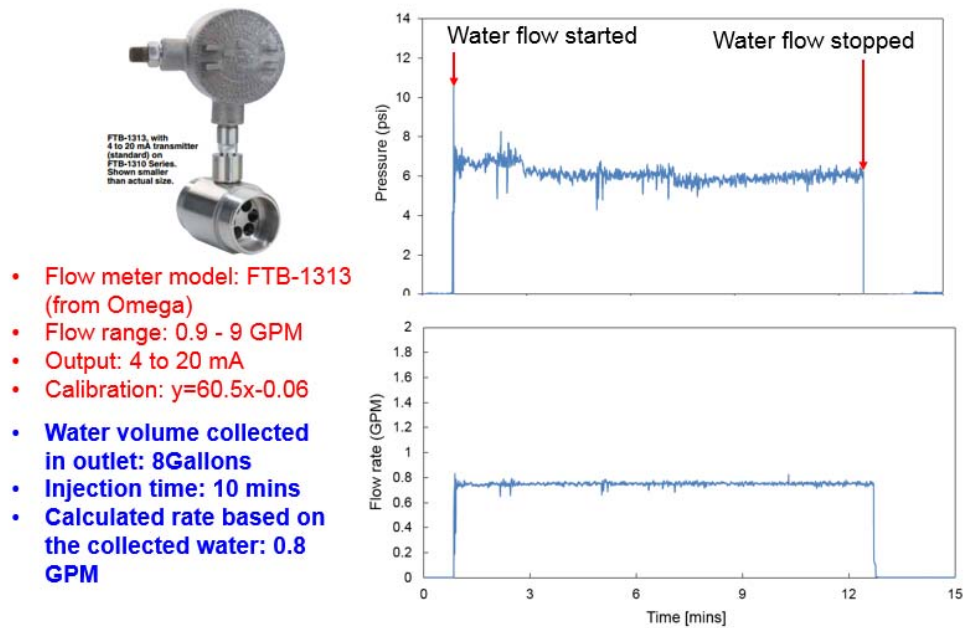 FTB-1313, with
4 to 20 mA transmitter
(standard) on
FTB-1310 Series.
Shown smaller
than actual size.
• Flow meter model: FTB-1313
(from Omega)
• Flow range: 0.9 - 9 GPM
• Output: 4 to 20 mA
• Calibration: y=60.5x-0.06
• Water volume collected
in outlet: 8Gallons
• Injection time: 10 mins
• Calculated rate based on
the collected water: 0.8
GPM
Water flow started
Water flow stopped
Pressure (psi)
14
12
10
8
6
4
2
0
Flow rate (GPM)
2
1.8
1.6
1.4
1.2
1
0.8
0.6
0.4
0.2
0
0 3 6 9 12 15
Time [mins]